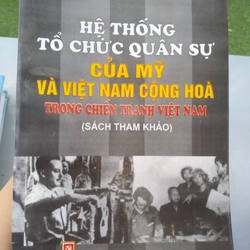 HỆ THỐNG
TỔ CHỨC QUÂN SỰ
CỦA MỸ
VÀ VIỆT NAM CỘNG HOÀ
TRONG CHIẾN TRANH VIỆT NAM
(SÁCH THAM KHẢO)